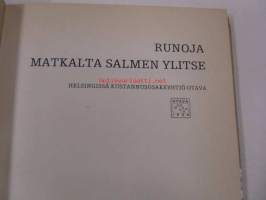 RUNOJA
MATKALTA SALMEN YLITSE
HELSINGISSÄ KUSTANNUSOSAKEYHTIÖ OTAVA